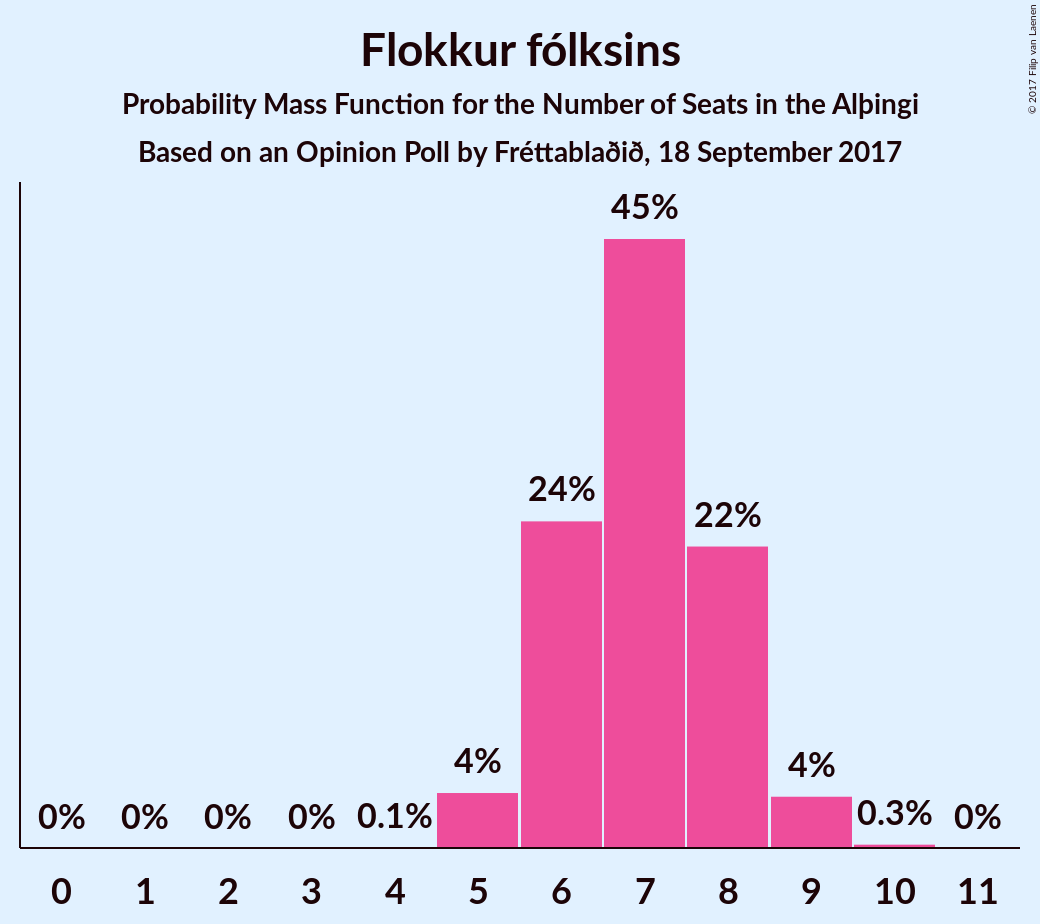 Flokkur fólksins
Probability Mass Function for the Number of Seats in the Alþingi
Based on an Opinion Poll by Fréttablaðið, 18 September 2017
© 2017 Filip van Laenen
45%
24%
22%
4%
4%
0% 0% 0% 0% 0.1% 0.3% 0%
0 1 2 3 4 5 6 7 8 9 10 11